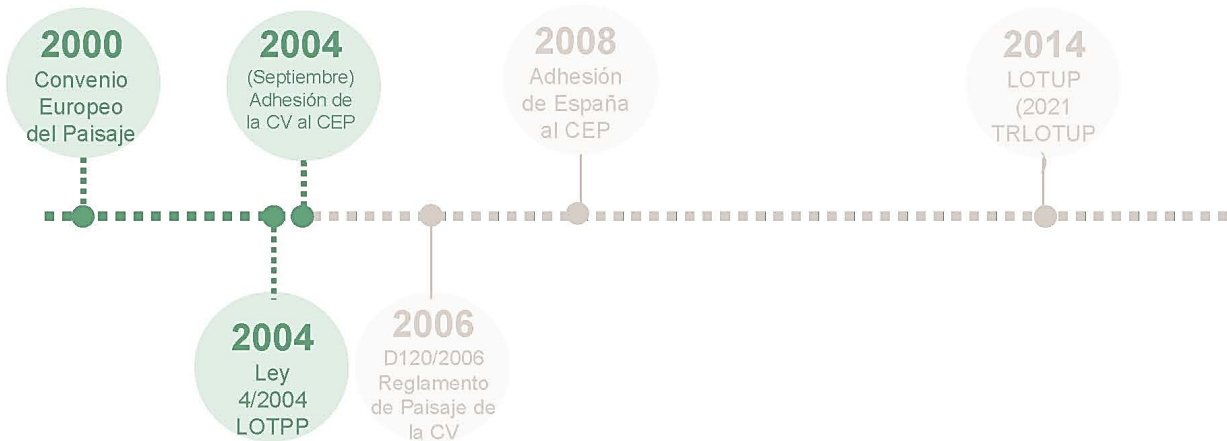 2000
Convenio
Europeo
del Paisaje
2004
(Septiembre)
Adhesión de
la CV al CEP
2008
Adhesión
de España
al CEP
2014
LOTUP
(2021
TRLOTUP
)
2004
Ley
4/2004
LOTPP
2006
D120/2006
Reglamento
de Paisaje de
la CV